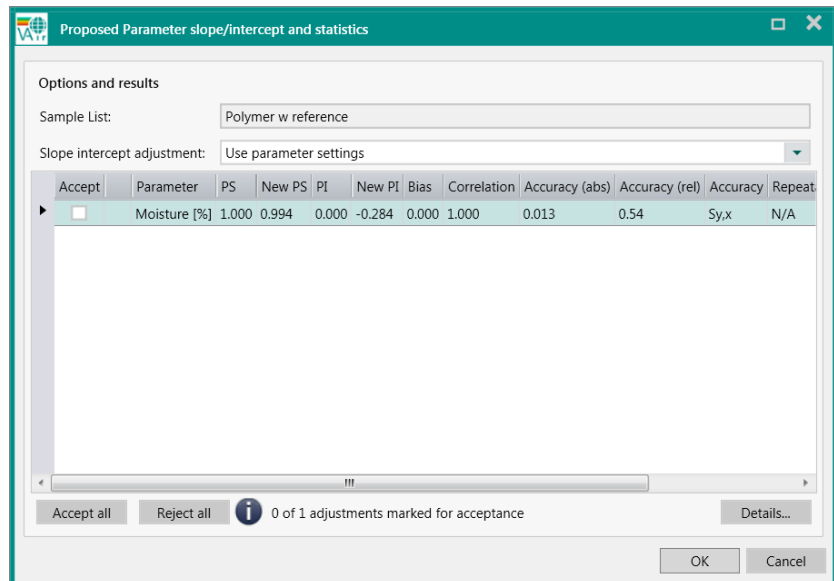 VAir
Proposed Parameter slope/intercept and statistics
Options and results
Sample List: Polymer w reference
Slope intercept adjustment: Use parameter settings
Accept Parameter PS New PS PI New PI Bias Correlation Accuracy (abs) Accuracy (rel) Accuracy Repeat
Moisture [%] 1.000 0.994 0.000 -0.284 0.000 1.000 0.013 0.54 Sy,x N/A
Accept all Reject all i 0 of 1 adjustments marked for acceptance Details...
OK Cancel